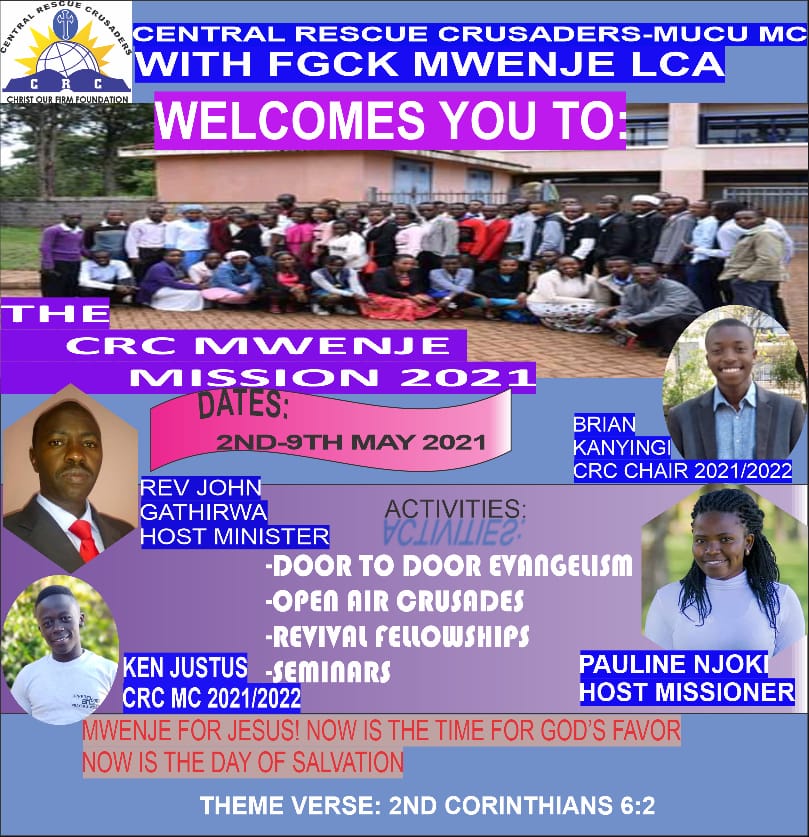 CENTRAL RESCUE CRUSADERS
C R C
CHRIST OUR FIRM FOUNDATION
CENTRAL RESCUE CRUSADERS-MUCU MC
WITH FGCK MWENJE LCA
WELCOMES YOU TO:
THE
CRC MWENJE
MISSION 2021
DATES:
2ND-9TH MAY 2021
BRIAN
KANYINGI
CRC CHAIR 2021/2022
REV JOHN
GATHIRWA
HOST MINISTER
ACTIVITIES:
-DOOR TO DOOR EVANGELISM
-OPEN AIR CRUSADES
-REVIVAL FELLOWSHIPS
-SEMINARS
KEN JUSTUS
CRC MC 2021/2022
PAULINE NJOKI
HOST MISSIONER
MWENJE FOR JESUS! NOW IS THE TIME FOR GOD'S FAVOR
NOW IS THE DAY OF SALVATION
THEME VERSE: 2ND CORINTHIANS 6:2